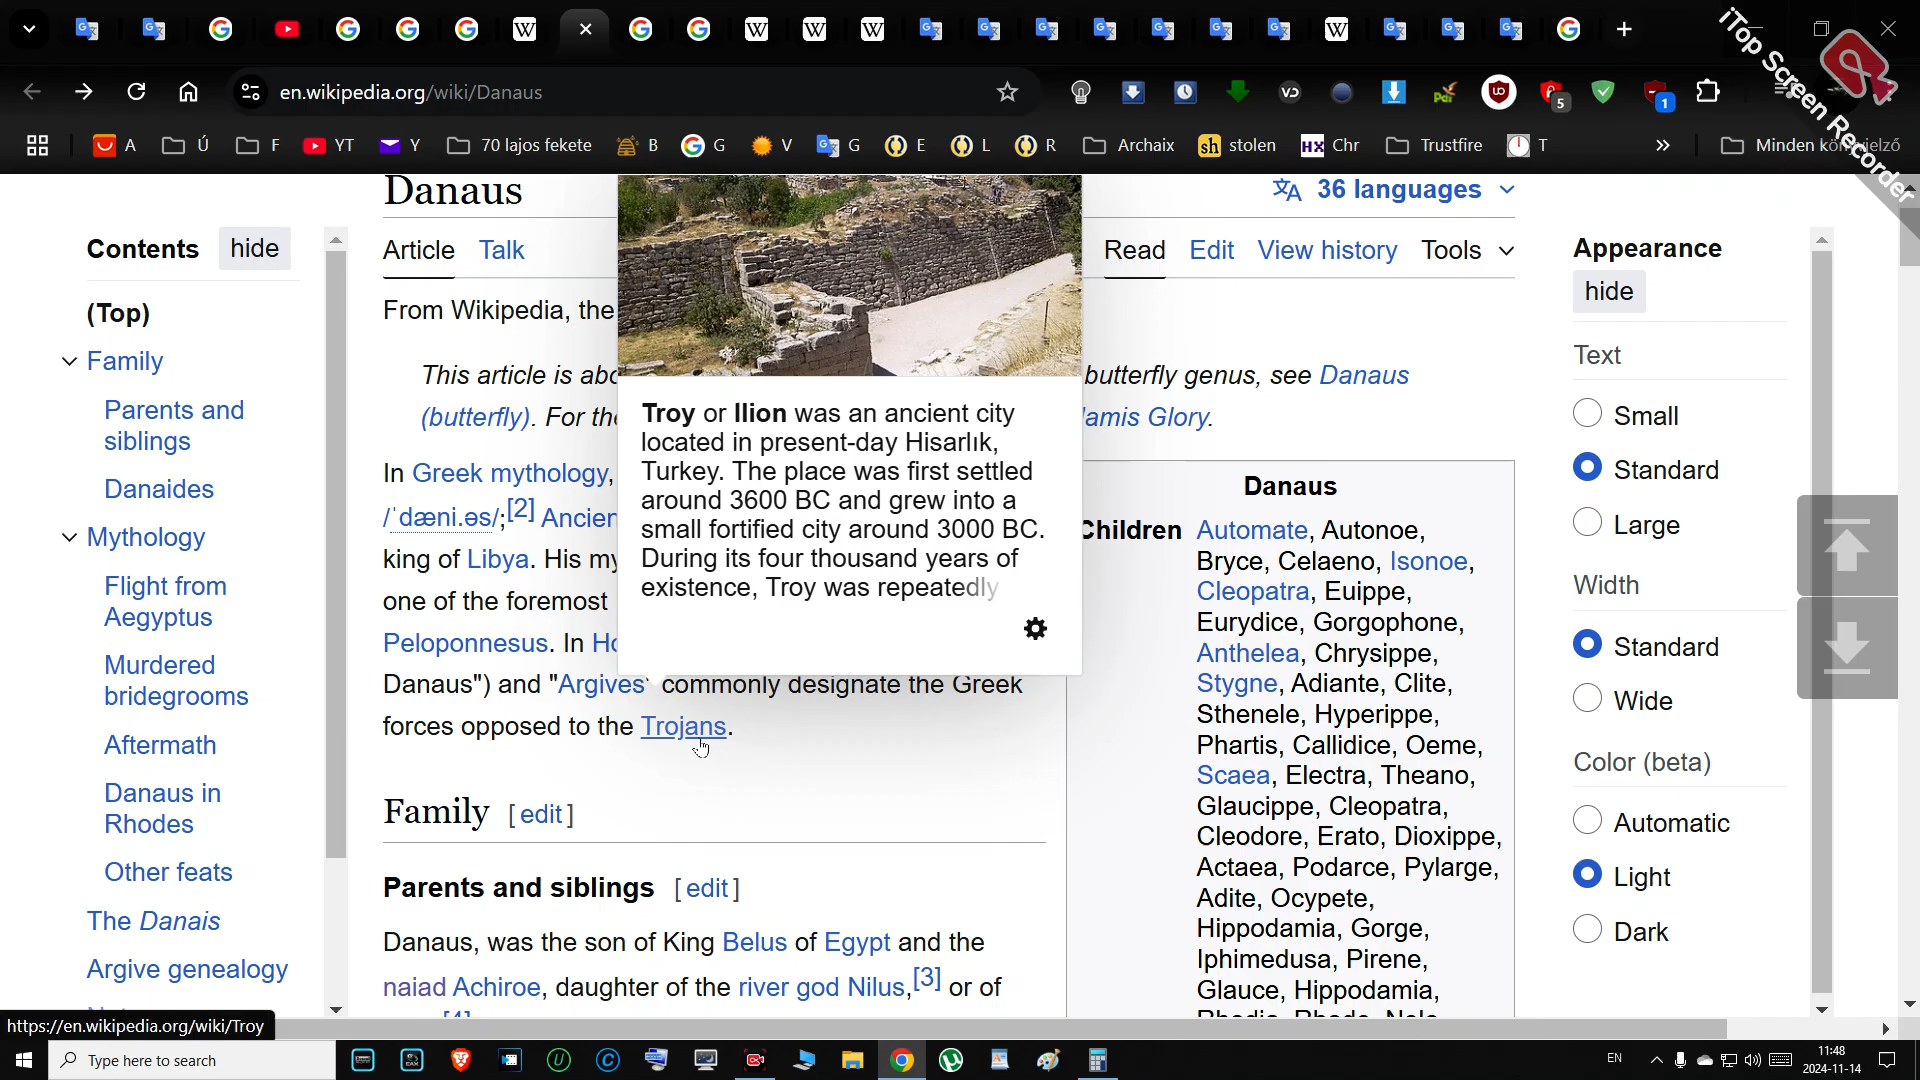 en.wikipedia.org/wiki/Danaus
VD
Pdf
5
1
A
Ú
F
YT
Y
70 lajos fekete
B
G
V
G
E
L
R
Archaix
sh stolen
HX Chr
Trustfire
T
»
Minden könyvjelző
iTop Screen Recorder
Danaus
36 languages
Contents hide
Article Talk
Read Edit View history Tools
(Top)
Family
Parents and
siblings
Danaides
Mythology
Flight from
Aegyptus
Murdered
bridegrooms
Aftermath
Danaus in
Rhodes
Other feats
The Danais
Argive genealogy
From Wikipedia, the
This article is abo
butterfly genus, see Danaus
(butterfly). For the
lamis Glory.
In Greek mythology,
/ˈdæni.əs/;[2] Ancien
king of Libya. His my
one of the foremost
Peloponnesus. In Ho
Danaus") and "Argives" commonly designate the Greek
forces opposed to the Trojans.
Troy or Ilion was an ancient city
located in present-day Hisarlık,
Turkey. The place was first settled
around 3600 BC and grew into a
small fortified city around 3000 BC.
During its four thousand years of
existence, Troy was repeatedly
Family [edit]
Parents and siblings [edit]
Danaus, was the son of King Belus of Egypt and the
naiad Achiroe, daughter of the river god Nilus,[3] or of
[4]
Danaus
Children Automate, Autonoe,
Bryce, Celaeno, Isonoe,
Cleopatra, Euippe,
Eurydice, Gorgophone,
Anthelea, Chrysippe,
Stygne, Adiante, Clite,
Sthenele, Hyperippe,
Phartis, Callidice, Oeme,
Scaea, Electra, Theano,
Glaucippe, Cleopatra,
Cleodore, Erato, Dioxippe,
Actaea, Podarce, Pylarge,
Adite, Ocypete,
Hippodamia, Gorge,
Iphimedusa, Pirene,
Glauce, Hippodamia,
Rhodia, Rhode, Nelo,
Appearance
hide
Text
Small
Standard
Large
Width
Standard
Wide
Color (beta)
Automatic
Light
Dark
https://en.wikipedia.org/wiki/Troy
Type here to search
EN
11:48
2024-11-14